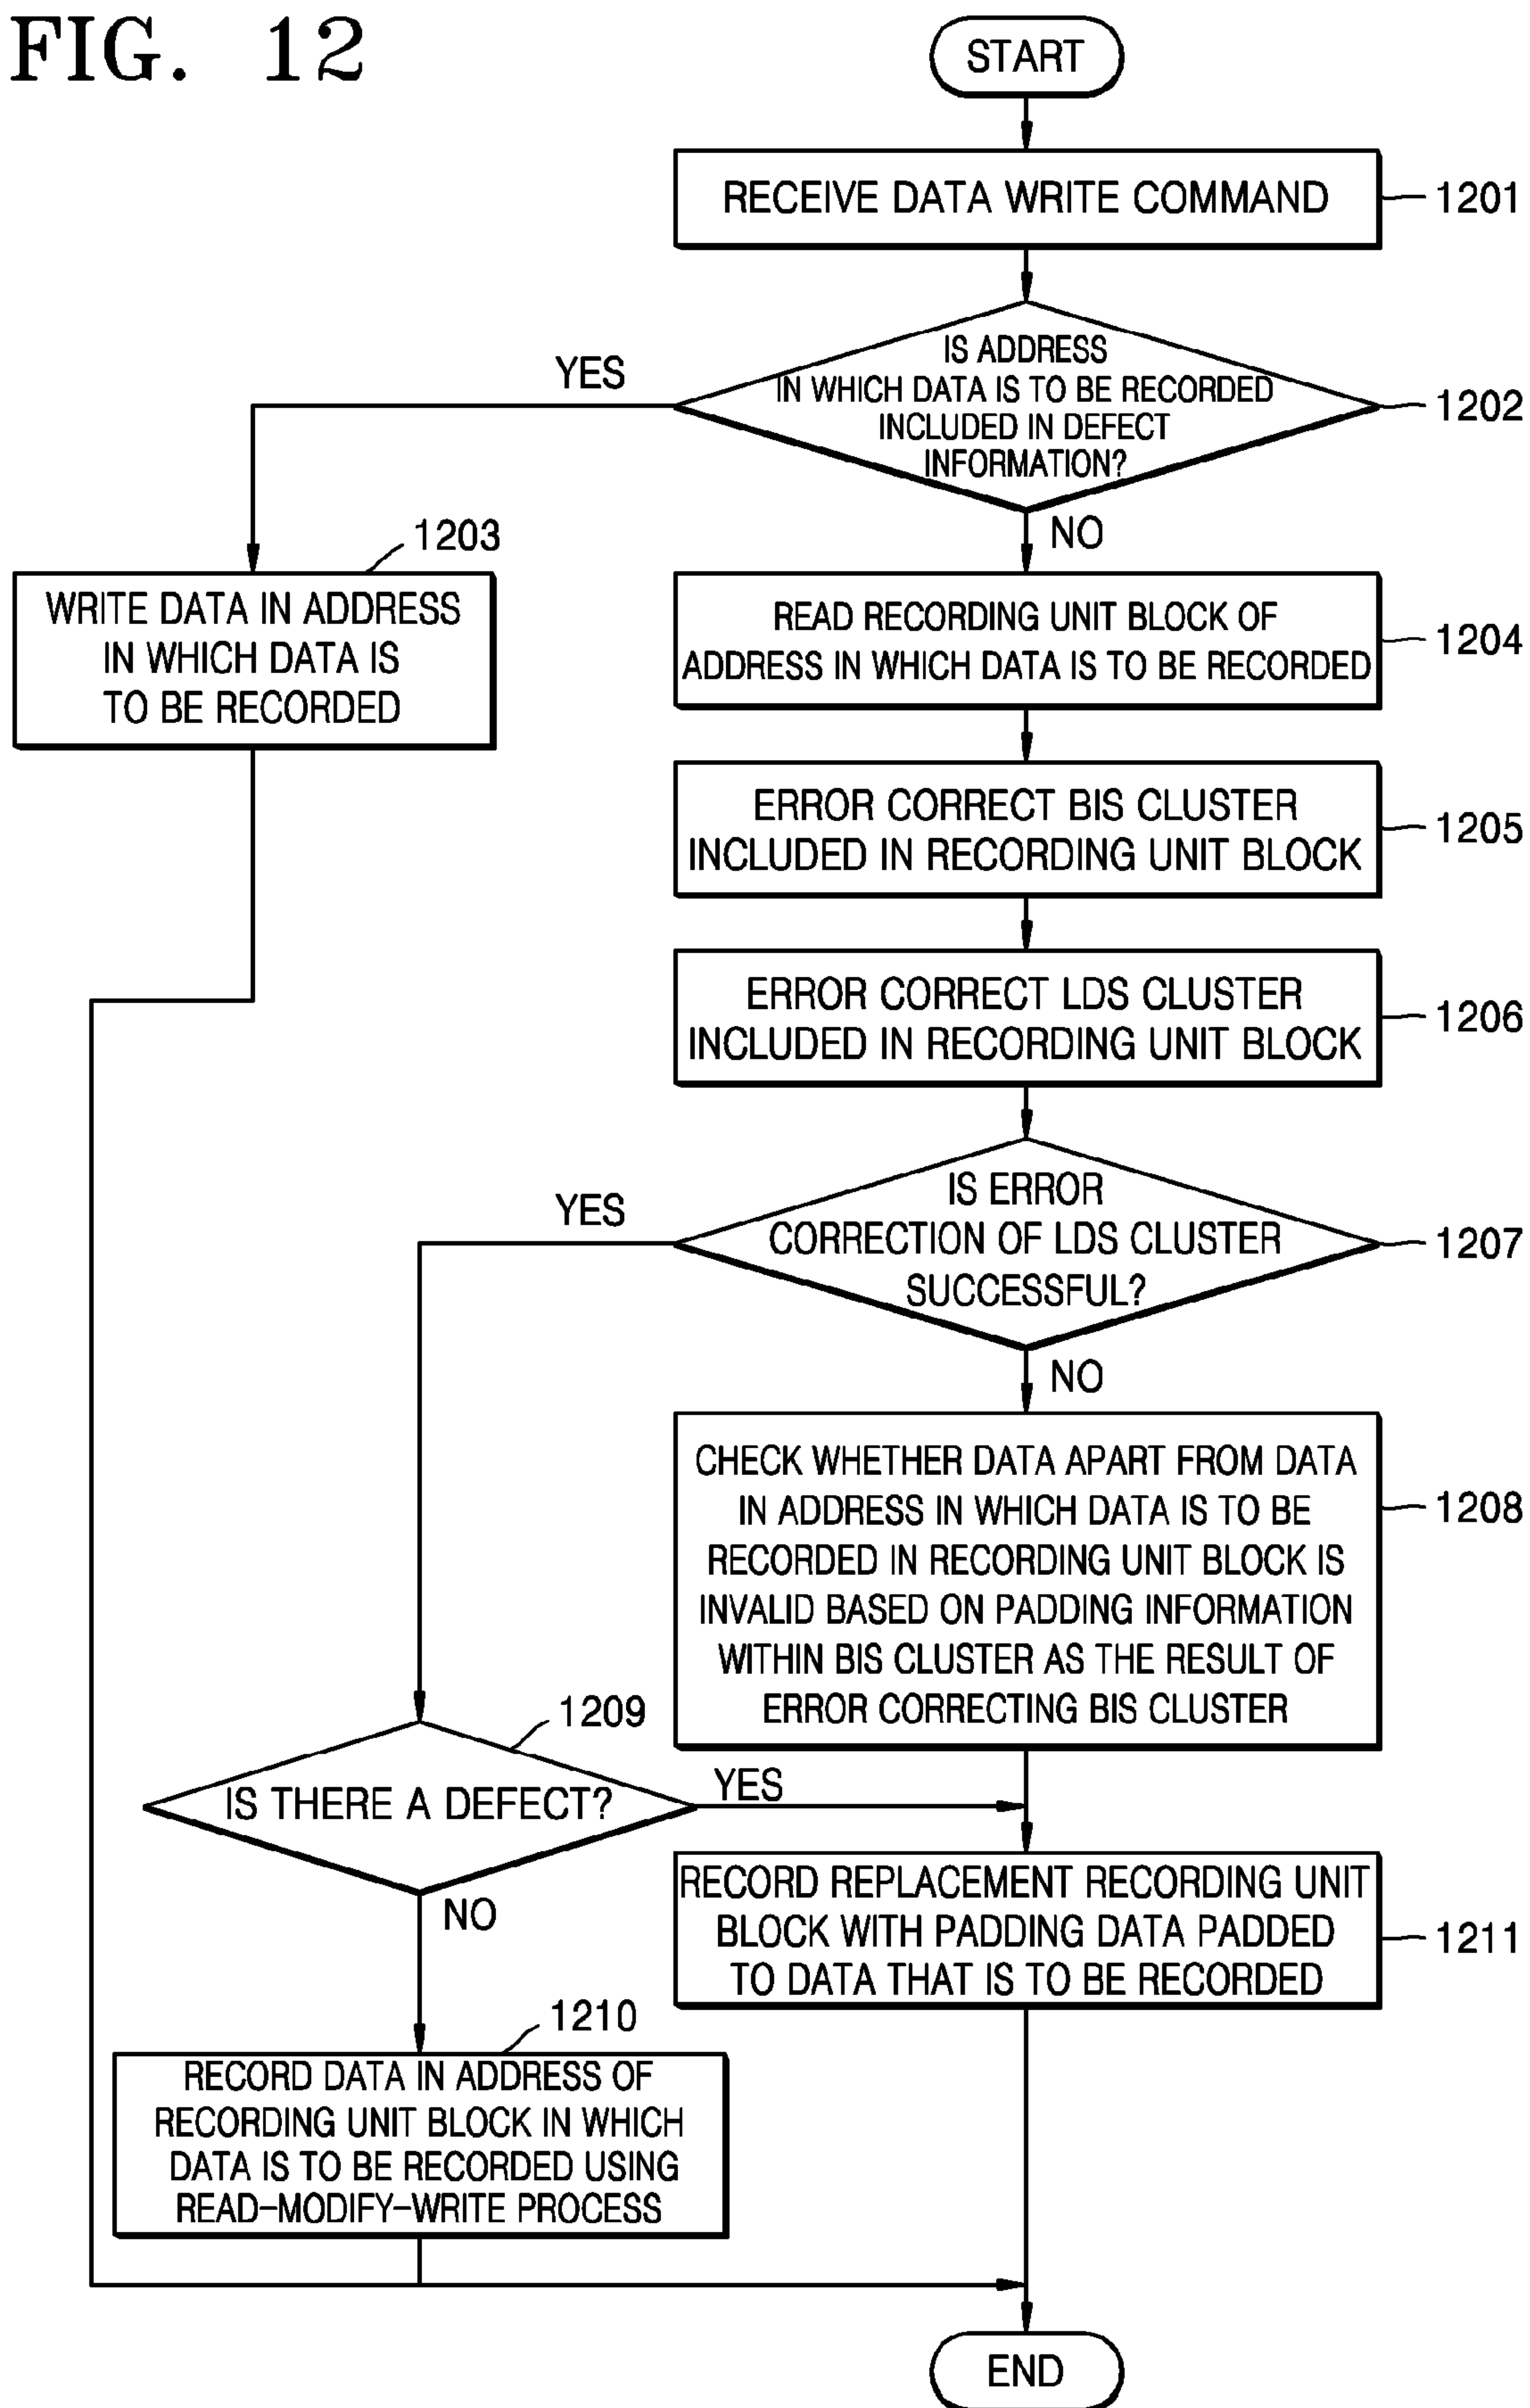 FIG. 12
START
RECEIVE DATA WRITE COMMAND
1201
IS ADDRESS
IN WHICH DATA IS TO BE RECORDED
INCLUDED IN DEFECT
INFORMATION?
1202
YES
NO
1203
WRITE DATA IN ADDRESS
IN WHICH DATA IS
TO BE RECORDED
READ RECORDING UNIT BLOCK OF
ADDRESS IN WHICH DATA IS TO BE RECORDED
1204
ERROR CORRECT BIS CLUSTER
INCLUDED IN RECORDING UNIT BLOCK
1205
ERROR CORRECT LDS CLUSTER
INCLUDED IN RECORDING UNIT BLOCK
1206
IS ERROR
CORRECTION OF LDS CLUSTER
SUCCESSFUL?
1207
YES
NO
CHECK WHETHER DATA APART FROM DATA
IN ADDRESS IN WHICH DATA IS TO BE
RECORDED IN RECORDING UNIT BLOCK IS
INVALID BASED ON PADDING INFORMATION
WITHIN BIS CLUSTER AS THE RESULT OF
ERROR CORRECTING BIS CLUSTER
1208
1209
IS THERE A DEFECT?
YES
NO
RECORD REPLACEMENT RECORDING UNIT
BLOCK WITH PADDING DATA PADDED
TO DATA THAT IS TO BE RECORDED
1211
1210
RECORD DATA IN ADDRESS OF
RECORDING UNIT BLOCK IN WHICH
DATA IS TO BE RECORDED USING
READ-MODIFY-WRITE PROCESS
END